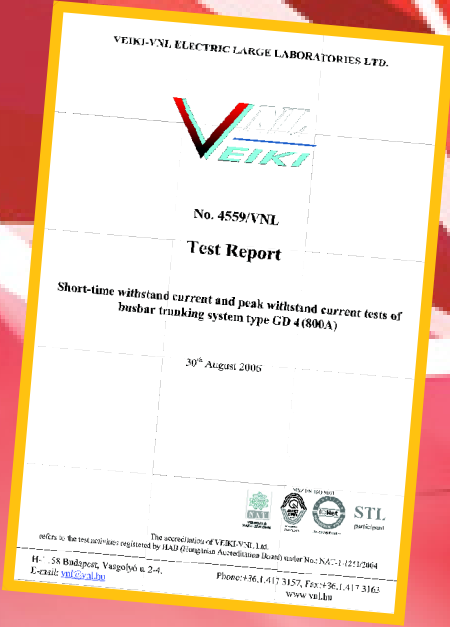 VEIKI-VNL ELECTRIC LARGE LABORATORIES LTD.
VNL
VEIKI
No. 4559/VNL
Test Report
Short-time withstand current and peak withstand current tests of
busbar trunking system type GD 4 (800A)
30th August 2006
STL
participant
The accreditation of VEIKI-VNL Ltd.
refers to the test activities registered by HAB (Hungarian Accreditation Board) under No.: NAT-1-1251/2004
58 Budapest, Vasgolyó u. 2-4.
Phone:+36.1.417 3157, Fax:+36.1.417 3163
E-mail: vnl@vnl.hu
www.vnl.hu